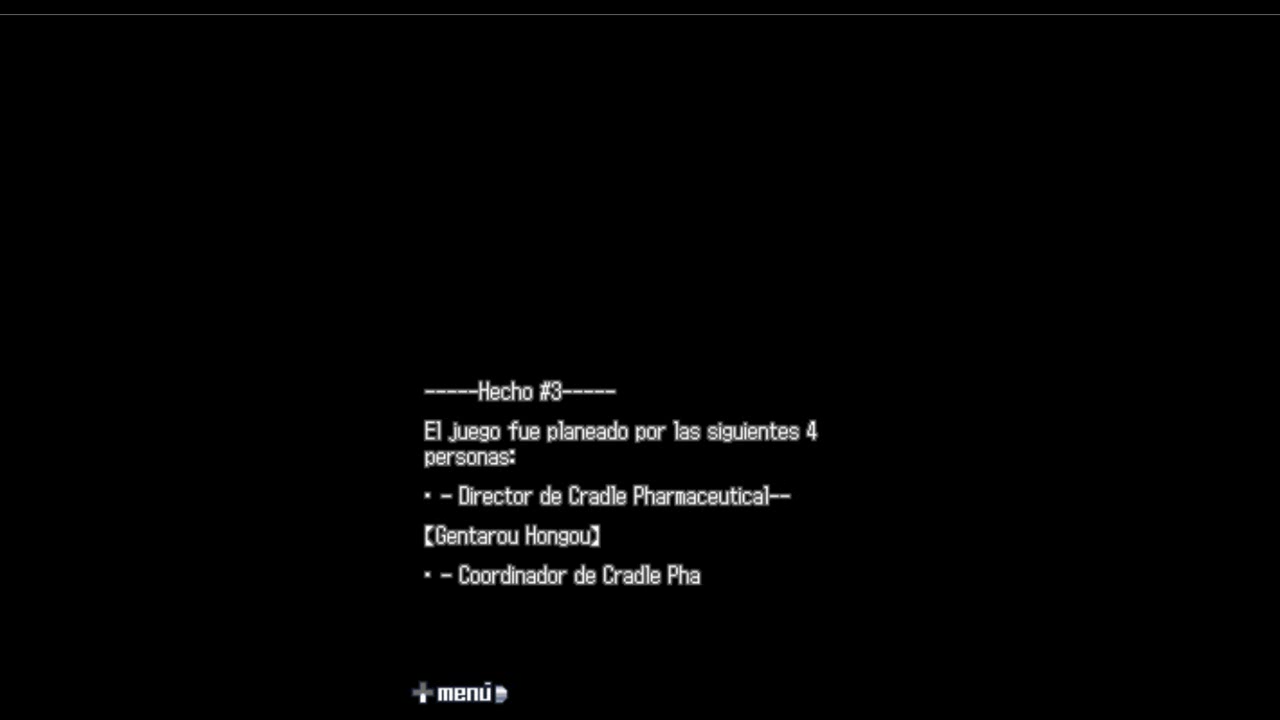 -----Hecho #3-----
El juego fue planeado por las siguientes 4
personas:
・ - Director de Cradle Pharmaceutical--
【Gentarou Hongou】
・ - Coordinador de Cradle Pha
menú